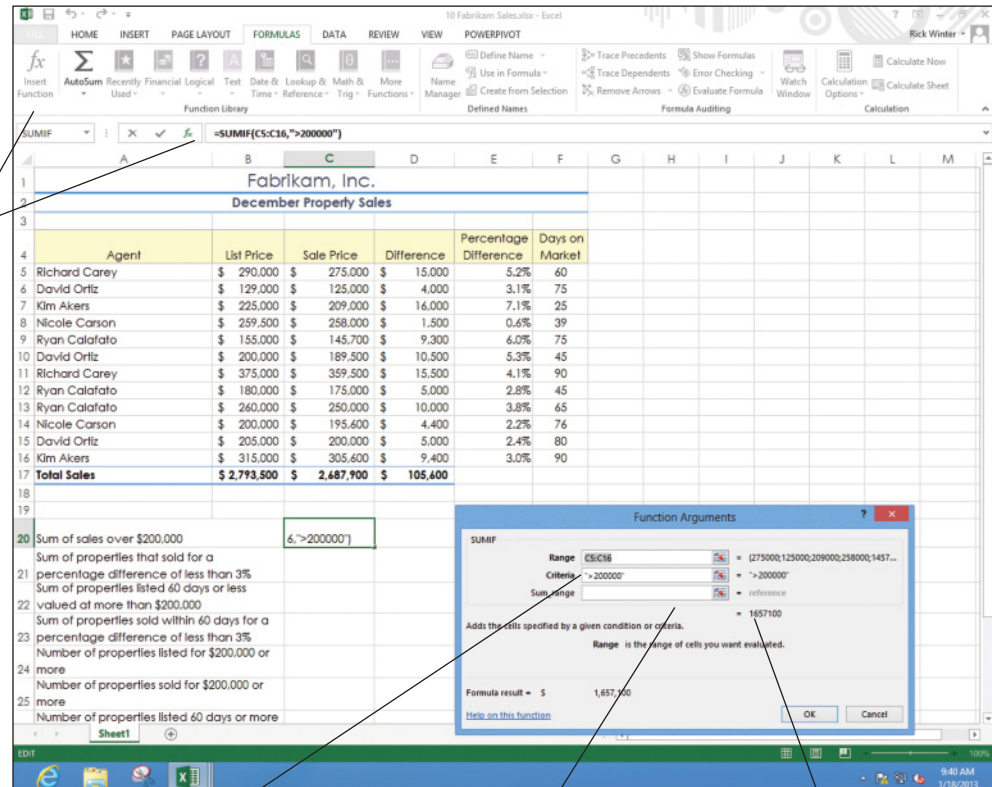 10 Fabrikam Sales.xlsx - Excel
FILE HOME INSERT PAGE LAYOUT FORMULAS DATA REVIEW VIEW POWERPIVOT Rick Winter
fx Insert Function
Σ AutoSum
Recently Used
Financial
Logical
Text
Date & Time
Lookup & Reference
Math & Trig
More Functions
Function Library
Name Manager
Define Name
Use in Formula
Create from Selection
Defined Names
Trace Precedents
Trace Dependents
Remove Arrows
Show Formulas
Error Checking
Evaluate Formula
Formula Auditing
Watch Window
Calculation Options
Calculate Now
Calculate Sheet
Calculation
SUMIF fx =SUMIF(C5:C16,">200000")
A B C D E F G H I J K L M
1 Fabrikam, Inc.
2 December Property Sales
3
4 Agent List Price Sale Price Difference Percentage Difference Days on Market
5 Richard Carey $ 290,000 $ 275,000 $ 15,000 5.2% 60
6 David Ortiz $ 129,000 $ 125,000 $ 4,000 3.1% 75
7 Kim Akers $ 225,000 $ 209,000 $ 16,000 7.1% 25
8 Nicole Carson $ 259,500 $ 258,000 $ 1,500 0.6% 39
9 Ryan Calafato $ 155,000 $ 145,700 $ 9,300 6.0% 75
10 David Ortiz $ 200,000 $ 189,500 $ 10,500 5.3% 45
11 Richard Carey $ 375,000 $ 359,500 $ 15,500 4.1% 90
12 Ryan Calafato $ 180,000 $ 175,000 $ 5,000 2.8% 45
13 Ryan Calafato $ 260,000 $ 250,000 $ 10,000 3.8% 65
14 Nicole Carson $ 200,000 $ 195,600 $ 4,400 2.2% 76
15 David Ortiz $ 205,000 $ 200,000 $ 5,000 2.4% 80
16 Kim Akers $ 315,000 $ 305,600 $ 9,400 3.0% 90
17 Total Sales $ 2,793,500 $ 2,687,900 $ 105,600
18
19
20 Sum of sales over $200,000 6,">200000")
Sum of properties that sold for a
21 percentage difference of less than 3%
Sum of properties listed 60 days or less
22 valued at more than $200,000
Sum of properties sold within 60 days for a
23 percentage difference of less than 3%
Number of properties listed for $200,000 or
24 more
Number of properties sold for $200,000 or
25 more
Number of properties listed 60 days or more
Function Arguments ? ×
SUMIF
Range C5:C16 = {275000;125000;209000;258000;1457...
Criteria ">200000" = ">200000"
Sum_range = reference
= 1657100
Adds the cells specified by a given condition or criteria.
Range is the range of cells you want evaluated.
Formula result = $ 1,657,100
Help on this function OK Cancel
Sheet1
EDIT 100%
9:40 AM
1/18/2013